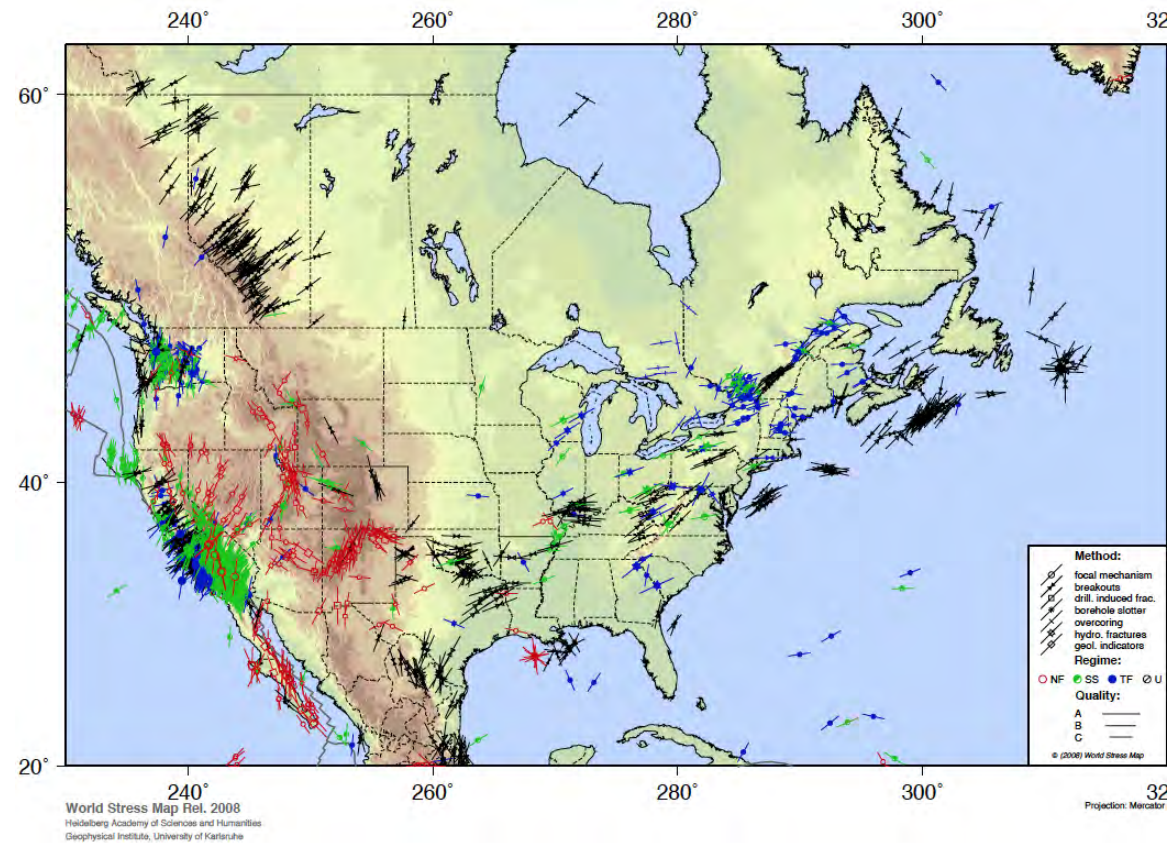 240° 260° 280° 300° 32
60°
40°
20°
Method:
focal mechanism
breakouts
drill. induced frac.
borehole slotter
overcoring
hydro. fractures
geol. indicators
Regime:
NF SS TF U
Quality:
A
B
C
© (2008) World Stress Map
240° 260° 280° 300° 32
World Stress Map Rel. 2008
Heidelberg Academy of Sciences and Humanities
Geophysical Institute, University of Karlsruhe
Projection: Mercator